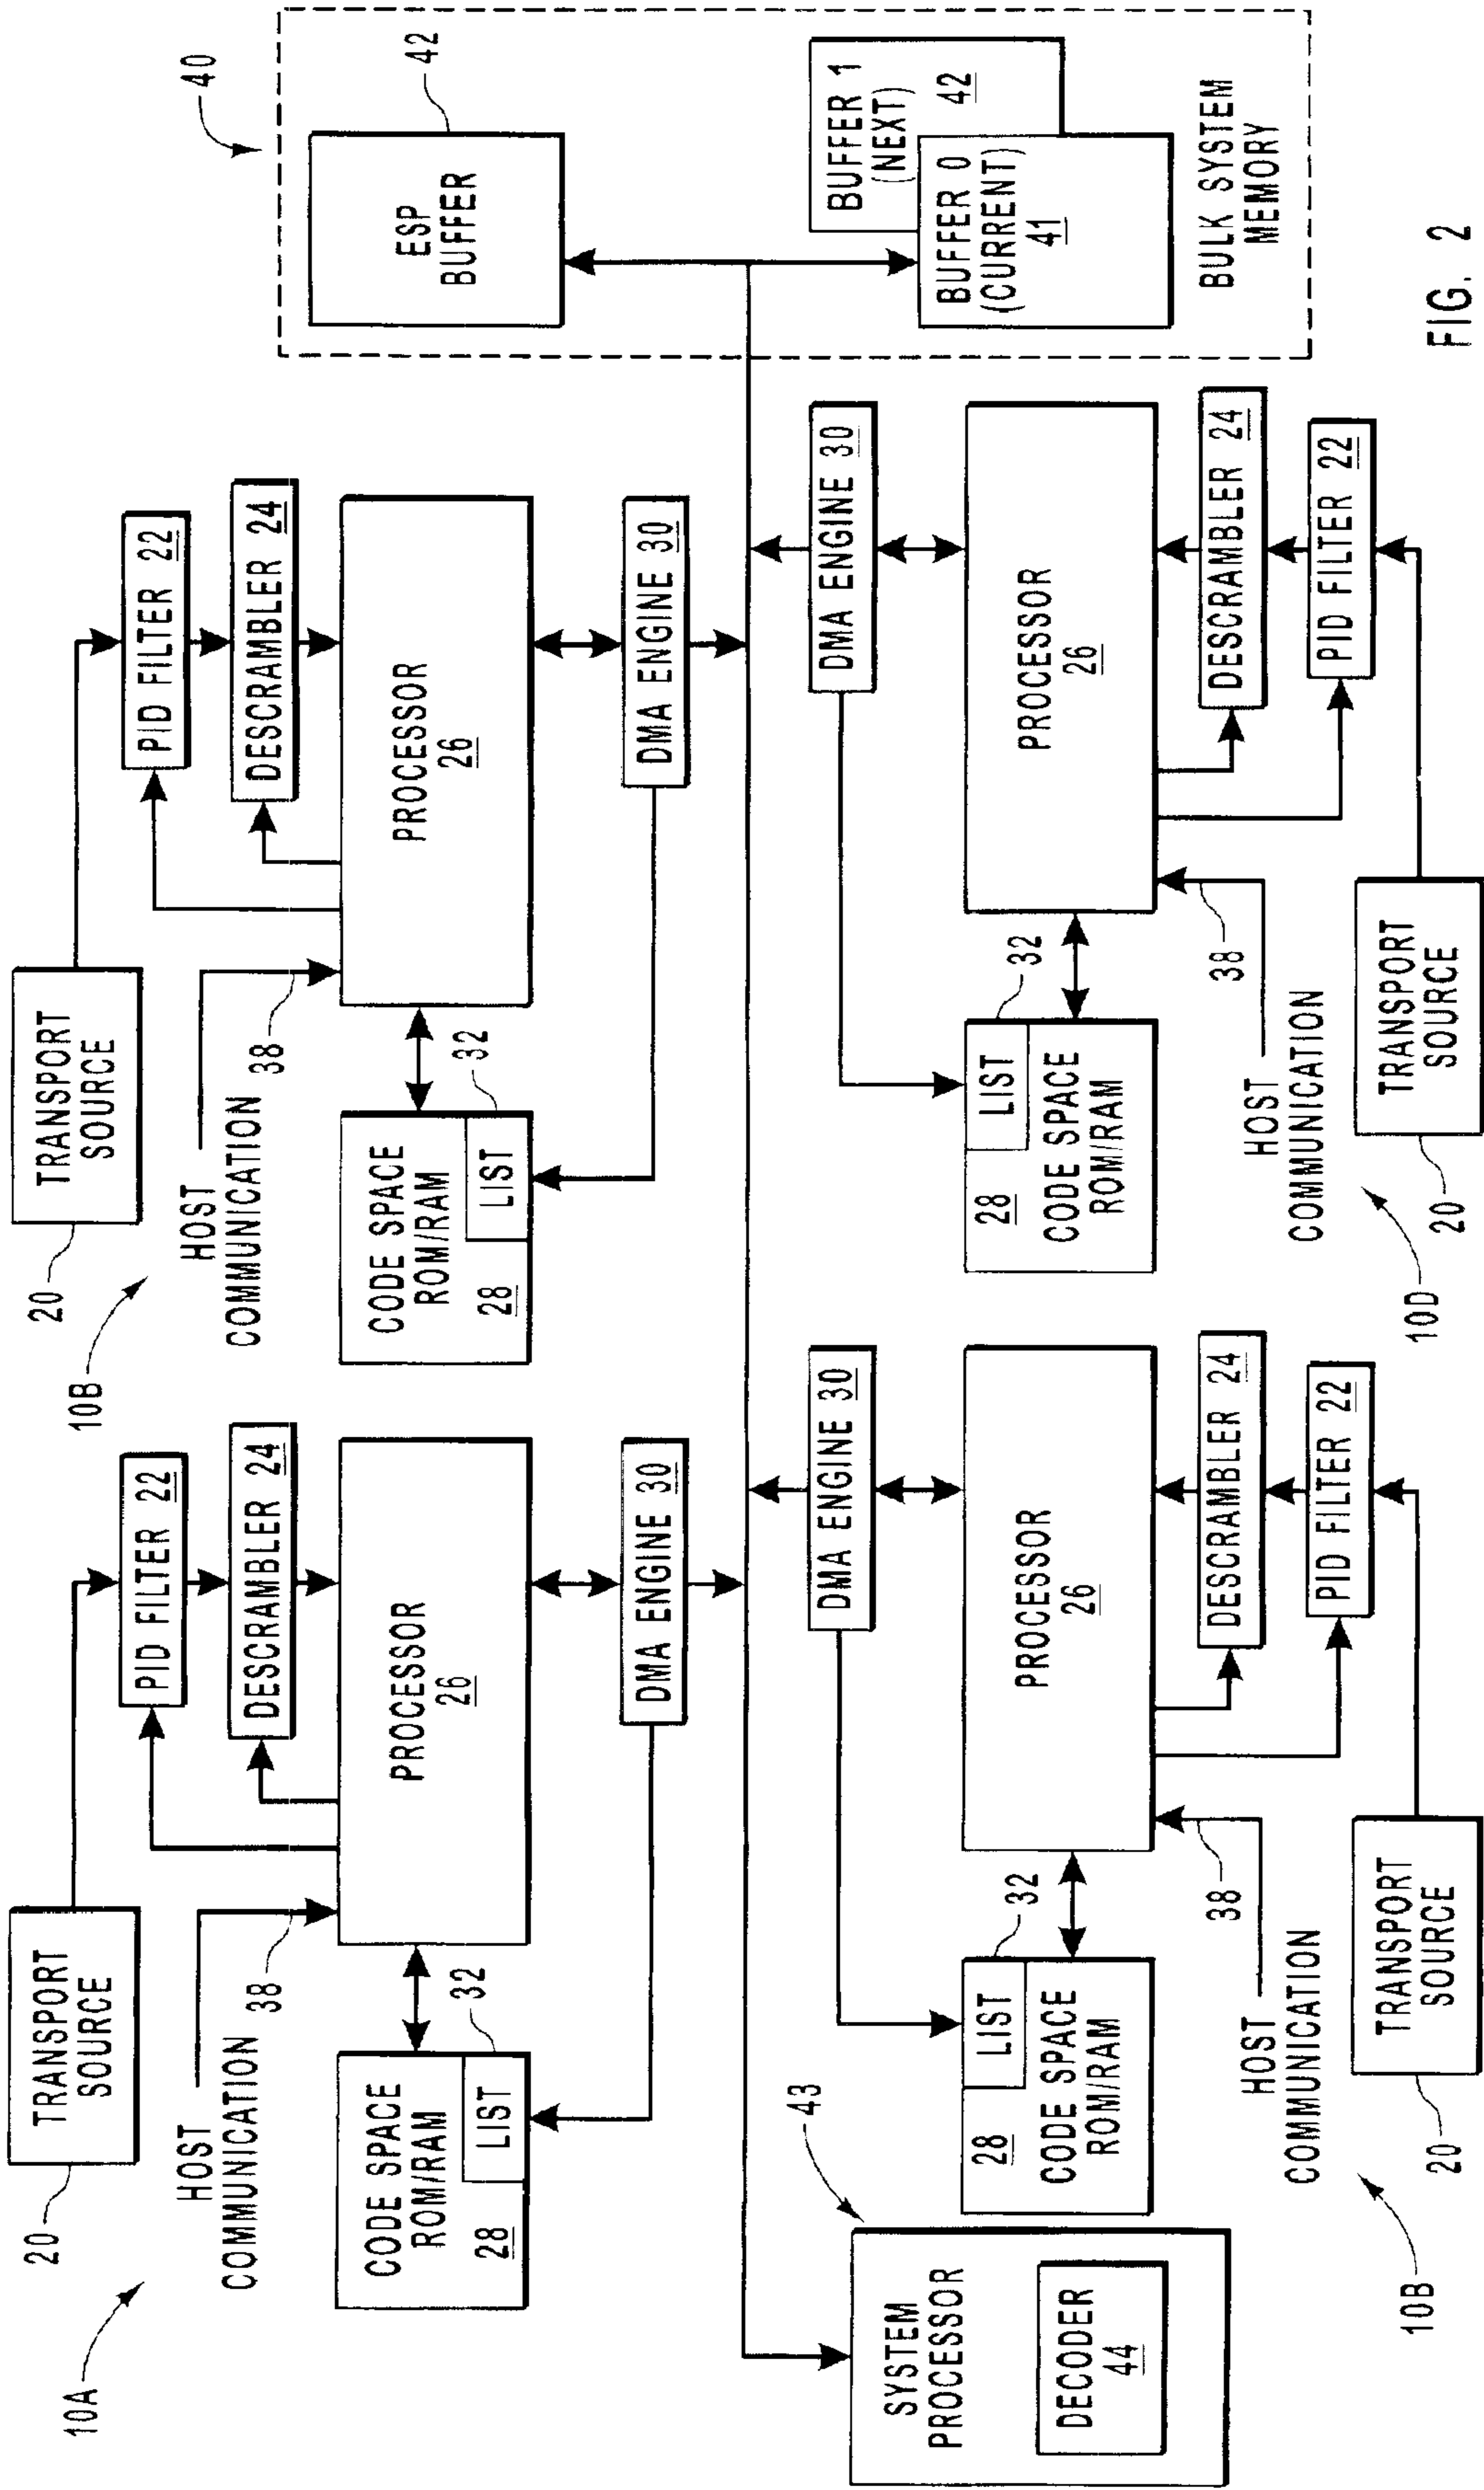 10A
20
TRANSPORT
SOURCE
HOST
COMMUNICATION
38
PID FILTER 22
DESCRAMBLER 24
PROCESSOR
26
CODE SPACE
ROM/RAM
28
LIST
32
DMA ENGINE 30
10B
20
TRANSPORT
SOURCE
HOST
COMMUNICATION
38
PID FILTER 22
DESCRAMBLER 24
PROCESSOR
26
CODE SPACE
ROM/RAM
28
LIST
32
DMA ENGINE 30
40
ESP
BUFFER
42
BUFFER 1
(NEXT)
42
BUFFER 0
(CURRENT)
41
BULK SYSTEM
MEMORY
SYSTEM
PROCESSOR
43
DECODER
44
DMA ENGINE 30
PROCESSOR
26
LIST
32
28
CODE SPACE
ROM/RAM
DESCRAMBLER 24
PID FILTER 22
38
HOST
COMMUNICATION
TRANSPORT
SOURCE
20
10B
DMA ENGINE 30
PROCESSOR
26
LIST
32
28
CODE SPACE
ROM/RAM
DESCRAMBLER 24
PID FILTER 22
38
HOST
COMMUNICATION
TRANSPORT
SOURCE
20
10D
FIG. 2